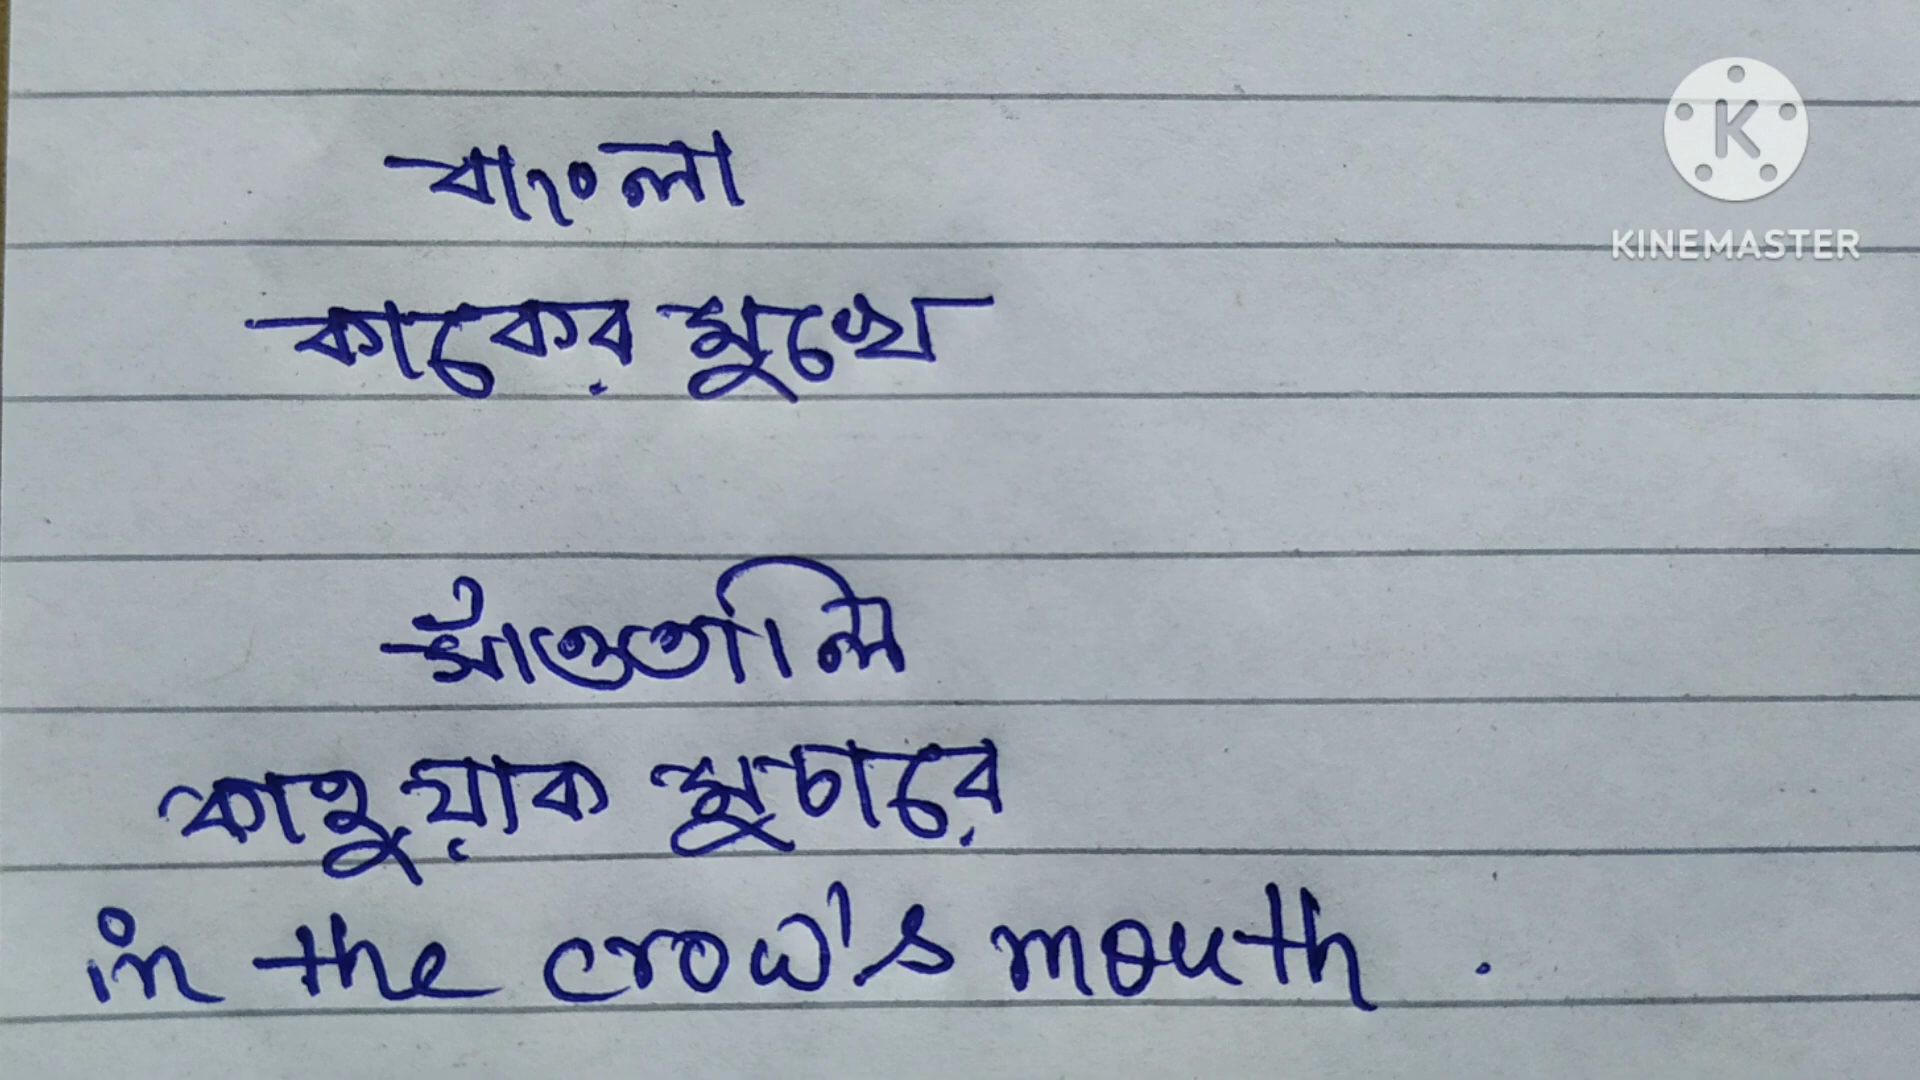 বাংলা
K
KINEMASTER
কাকের মুখে
সাঁওতালি
কাহুয়াক মুচারে
in the crow's mouth .